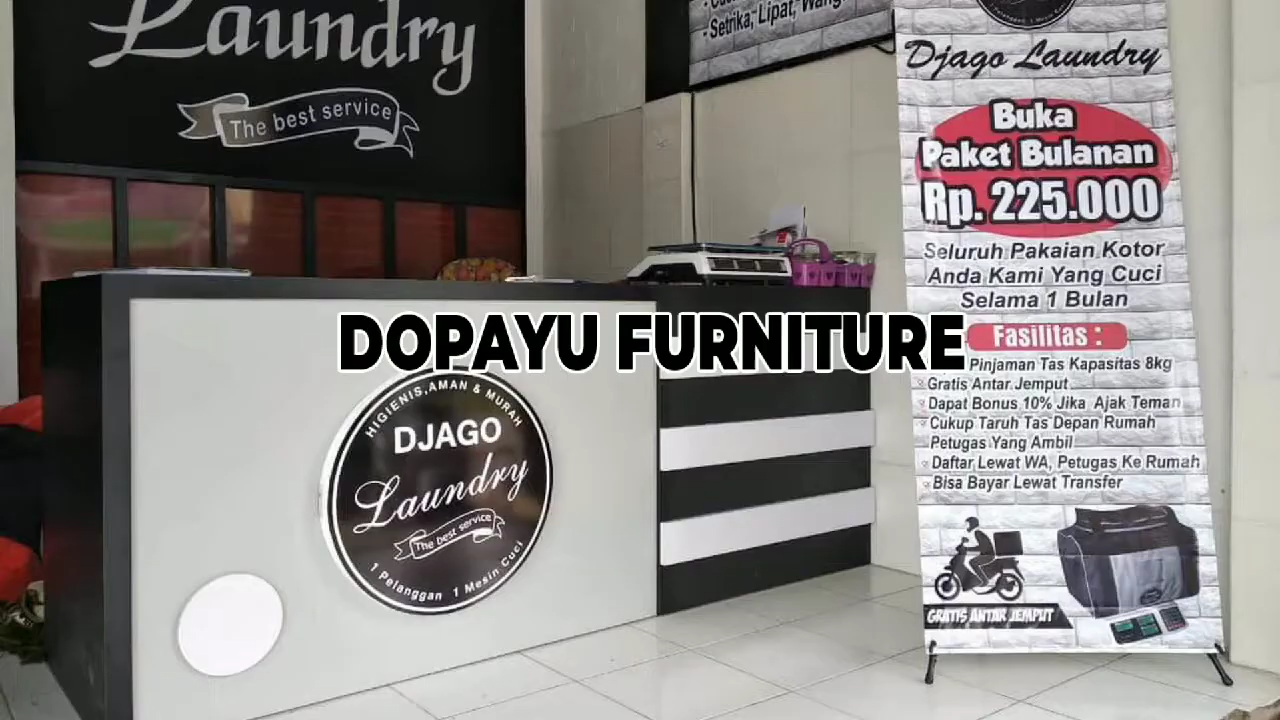 Laundry
The best service
Setrika, Lipat, Wangi
Djago Laundry
Buka
Paket Bulanan
Rp. 225.000
Seluruh Pakaian Kotor
Anda Kami Yang Cuci
Selama 1 Bulan
Fasilitas :
Pinjaman Tas Kapasitas 8kg
Gratis Antar Jemput
Dapat Bonus 10% Jika Ajak Teman
Cukup Taruh Tas Depan Rumah
Petugas Yang Ambil
Daftar Lewat WA, Petugas Ke Rumah
Bisa Bayar Lewat Transfer
GRATIS ANTAR JEMPUT
DOPAYU FURNITURE
HIGIENIS, AMAN & MURAH
DJAGO
Laundry
The best service
1 Pelanggan 1 Mesin Cuci